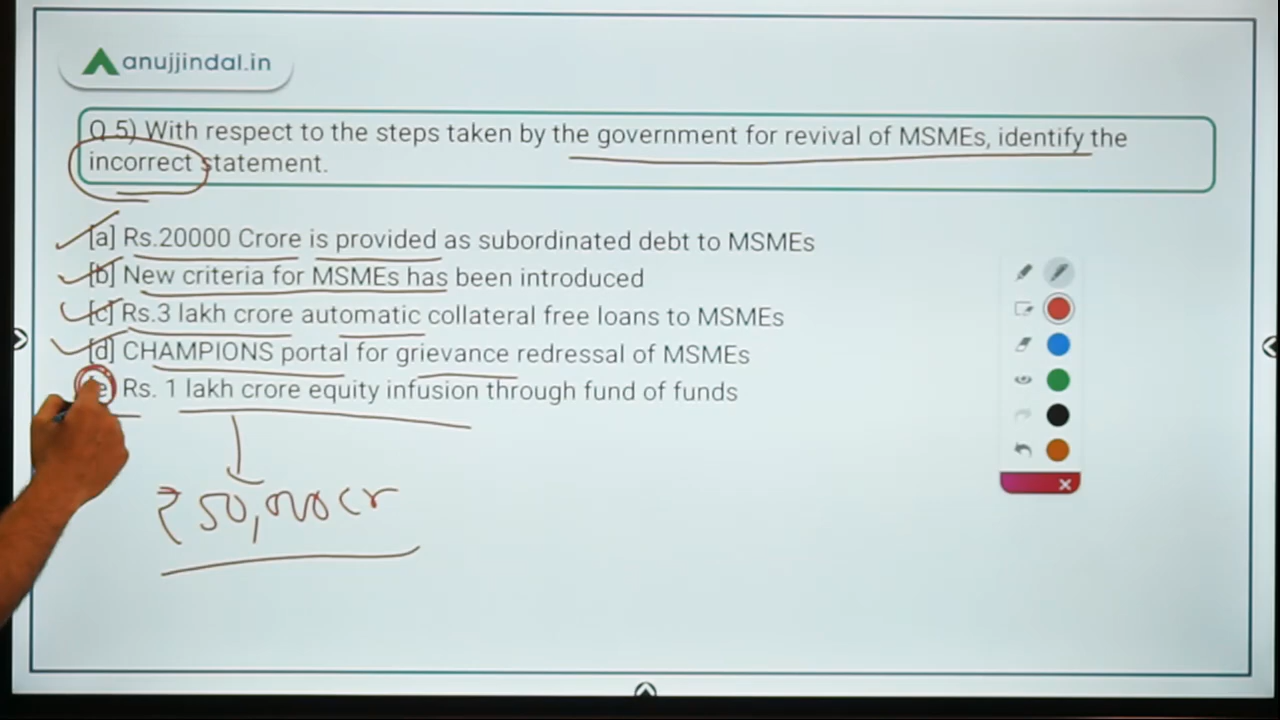 anujjindal.in
Q.5) With respect to the steps taken by the government for revival of MSMEs, identify the
incorrect statement.
[a] Rs.20000 Crore is provided as subordinated debt to MSMEs
[b] New criteria for MSMEs has been introduced
[c] Rs.3 lakh crore automatic collateral free loans to MSMEs
[d] CHAMPIONS portal for grievance redressal of MSMEs
[e] Rs. 1 lakh crore equity infusion through fund of funds
₹50,000 Cr